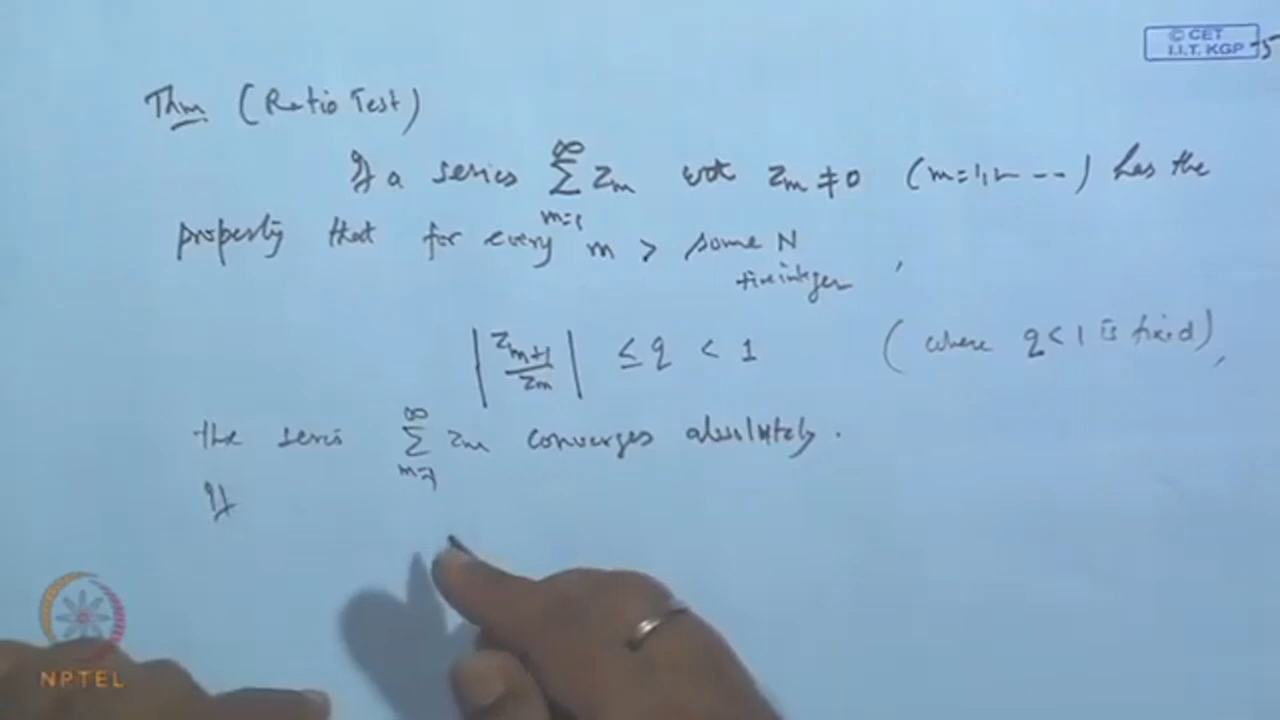 © CET
I.I.T. KGP
Thm (Ratio Test)
If a series ∑_{m=1}^{∞} z_m with z_m ≠ 0 (m=1,2 ---) has the
property that for every m > some N
+ive integer ,
|z_{m+1}/z_m| ≤ q < 1 (where q<1 is fixed),
the series ∑_{m=1}^{∞} z_m converges absolutely.
If
NPTEL